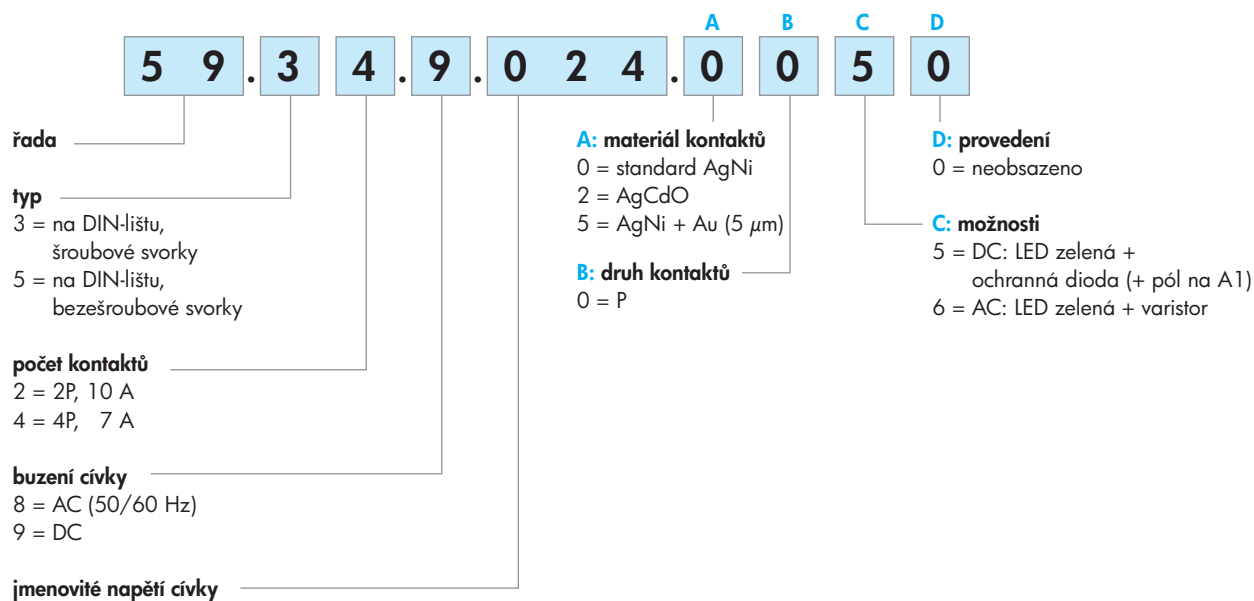 A B C D
5 9 . 3 4 . 9 . 0 2 4 . 0 0 5 0
řada
typ
3 = na DIN-lištu,
šroubové svorky
5 = na DIN-lištu,
bezešroubové svorky
počet kontaktů
2 = 2P, 10 A
4 = 4P, 7 A
buzení cívky
8 = AC (50/60 Hz)
9 = DC
jmenovité napětí cívky
A: materiál kontaktů
0 = standard AgNi
2 = AgCdO
5 = AgNi + Au (5 µm)
B: druh kontaktů
0 = P
D: provedení
0 = neobsazeno
C: možnosti
5 = DC: LED zelená +
ochranná dioda (+ pól na A1)
6 = AC: LED zelená + varistor